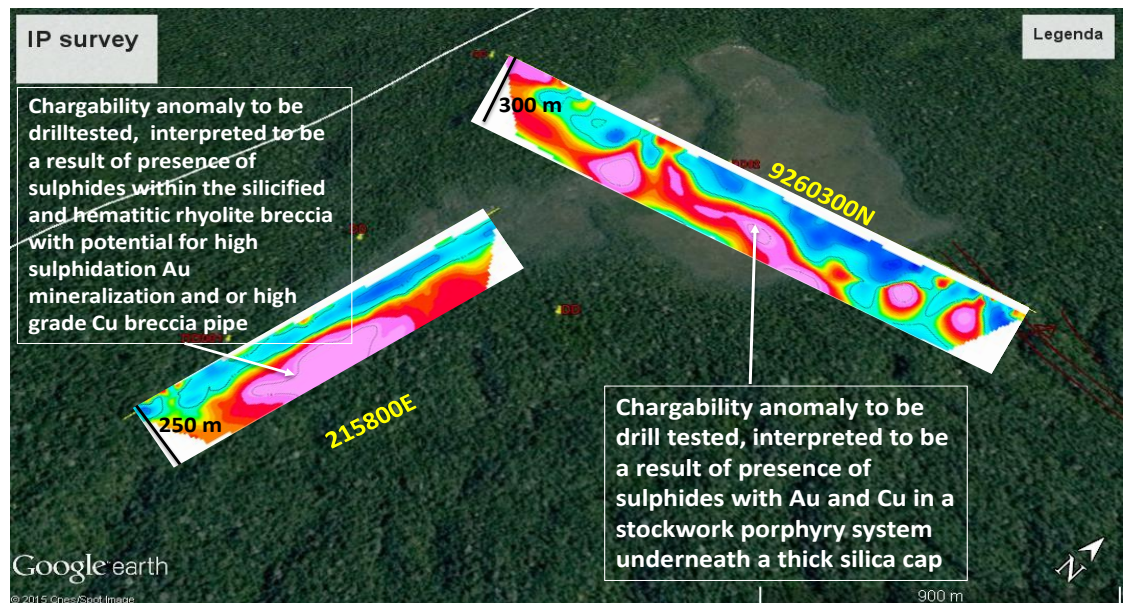 IP survey
Legenda
Chargability anomaly to be
drilltested, interpreted to be
a result of presence of
sulphides within the silicified
and hematitic rhyolite breccia
with potential for high
sulphidation Au
mineralization and or high
grade Cu breccia pipe
300 m
9260300N
250 m
215800E
Chargability anomaly to be
drill tested, interpreted to be
a result of presence of
sulphides with Au and Cu in a
stockwork porphyry system
underneath a thick silica cap
N
Google earth
© 2015 Cnes/Spot Image
900 m